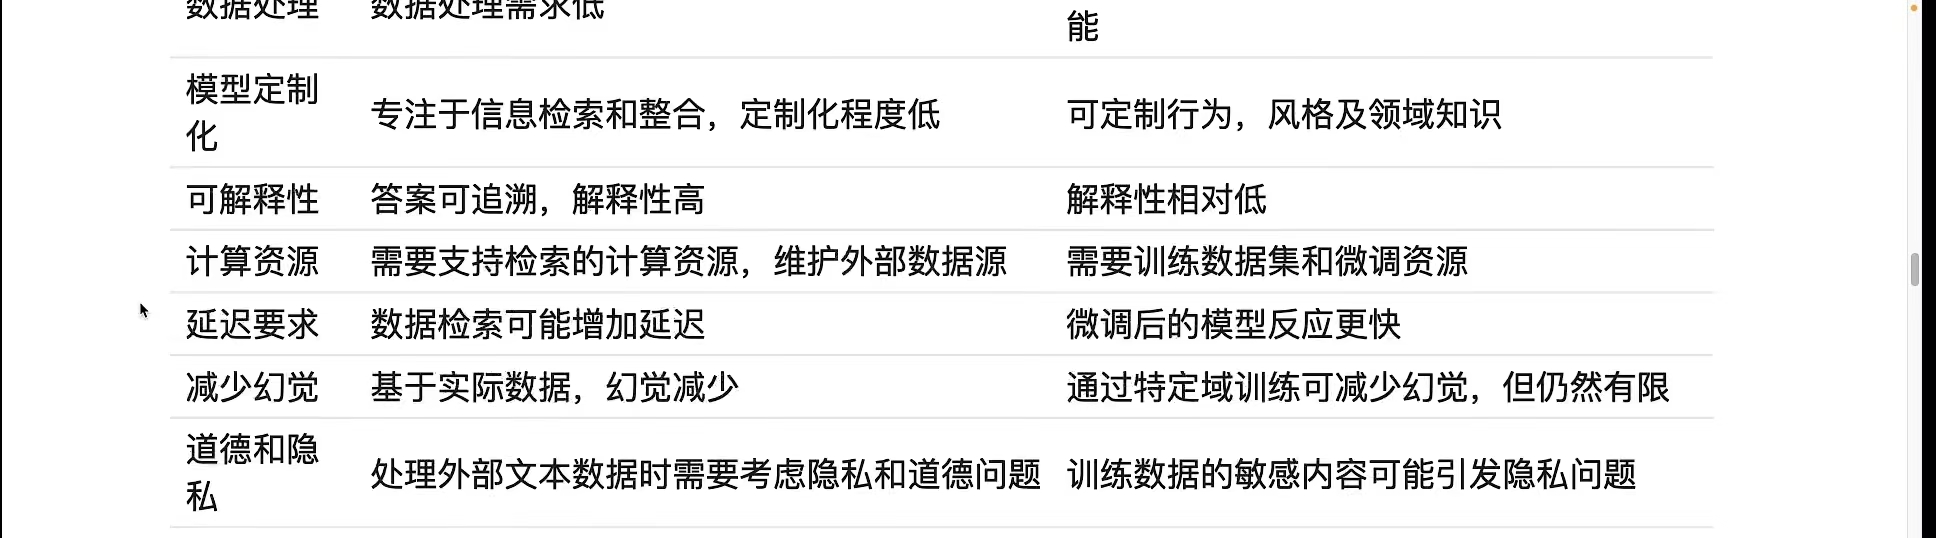 数据处理 数据处理需求低
能
模型定制
化
专注于信息检索和整合，定制化程度低 可定制行为，风格及领域知识
可解释性 答案可追溯，解释性高 解释性相对低
计算资源 需要支持检索的计算资源，维护外部数据源 需要训练数据集和微调资源
延迟要求 数据检索可能增加延迟 微调后的模型反应更快
减少幻觉 基于实际数据，幻觉减少 通过特定域训练可减少幻觉，但仍然有限
道德和隐
私
处理外部文本数据时需要考虑隐私和道德问题 训练数据的敏感内容可能引发隐私问题